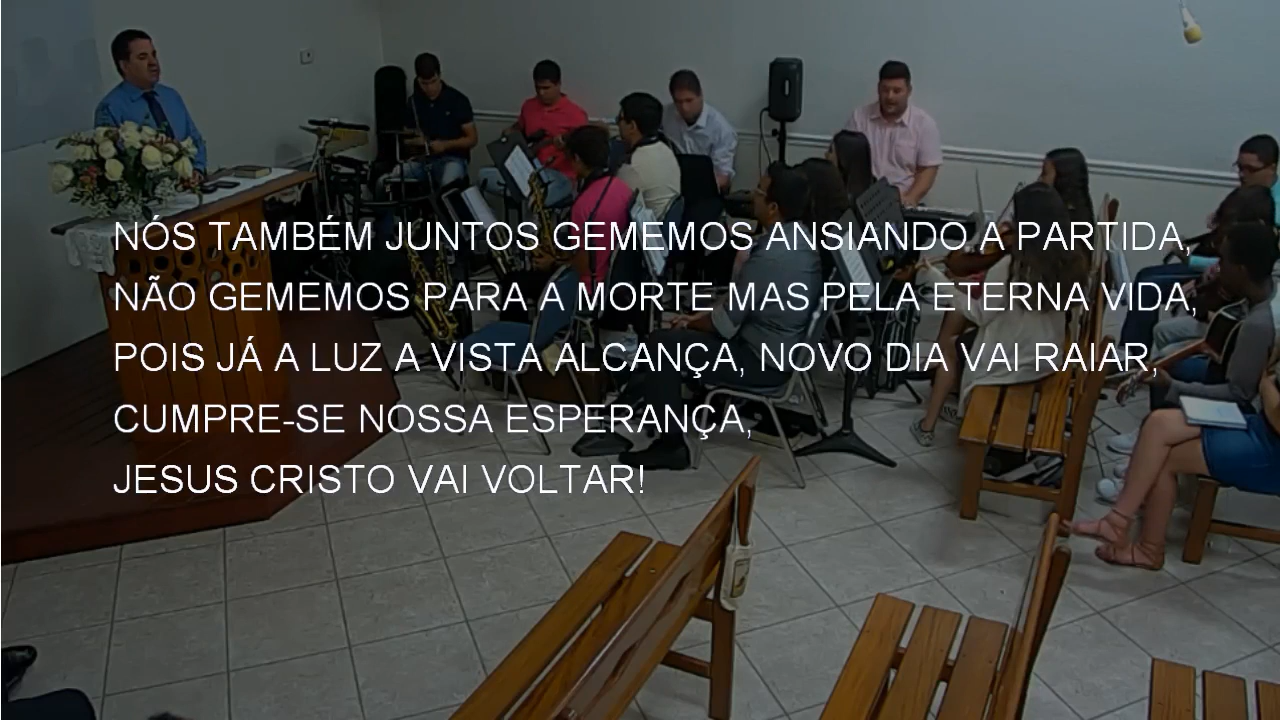 NÓS TAMBÉM JUNTOS GEMEMOS ANSIANDO A PARTIDA,
NÃO GEMEMOS PARA A MORTE MAS PELA ETERNA VIDA,
POIS JÁ A LUZ A VISTA ALCANÇA, NOVO DIA VAI RAIAR,
CUMPRE-SE NOSSA ESPERANÇA,
JESUS CRISTO VAI VOLTAR!